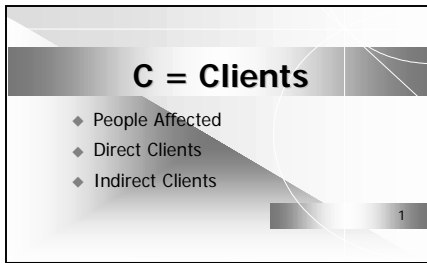 C = Clients
◆ People Affected
◆ Direct Clients
◆ Indirect Clients
1